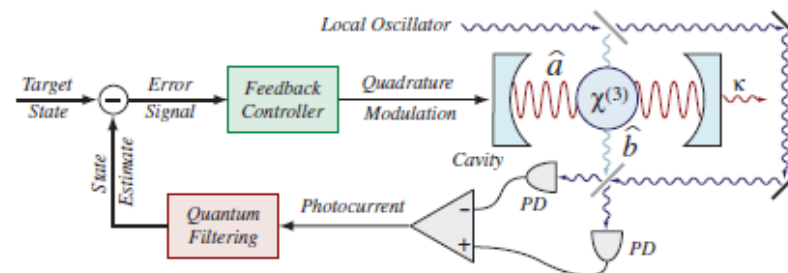 Local Oscillator
Target
State
Error
Signal
Feedback
Controller
Quadrature
Modulation
â
χ⁽³⁾
κ
b̂
Cavity
State
Estimate
Quantum
Filtering
Photocurrent
−
+
PD
PD